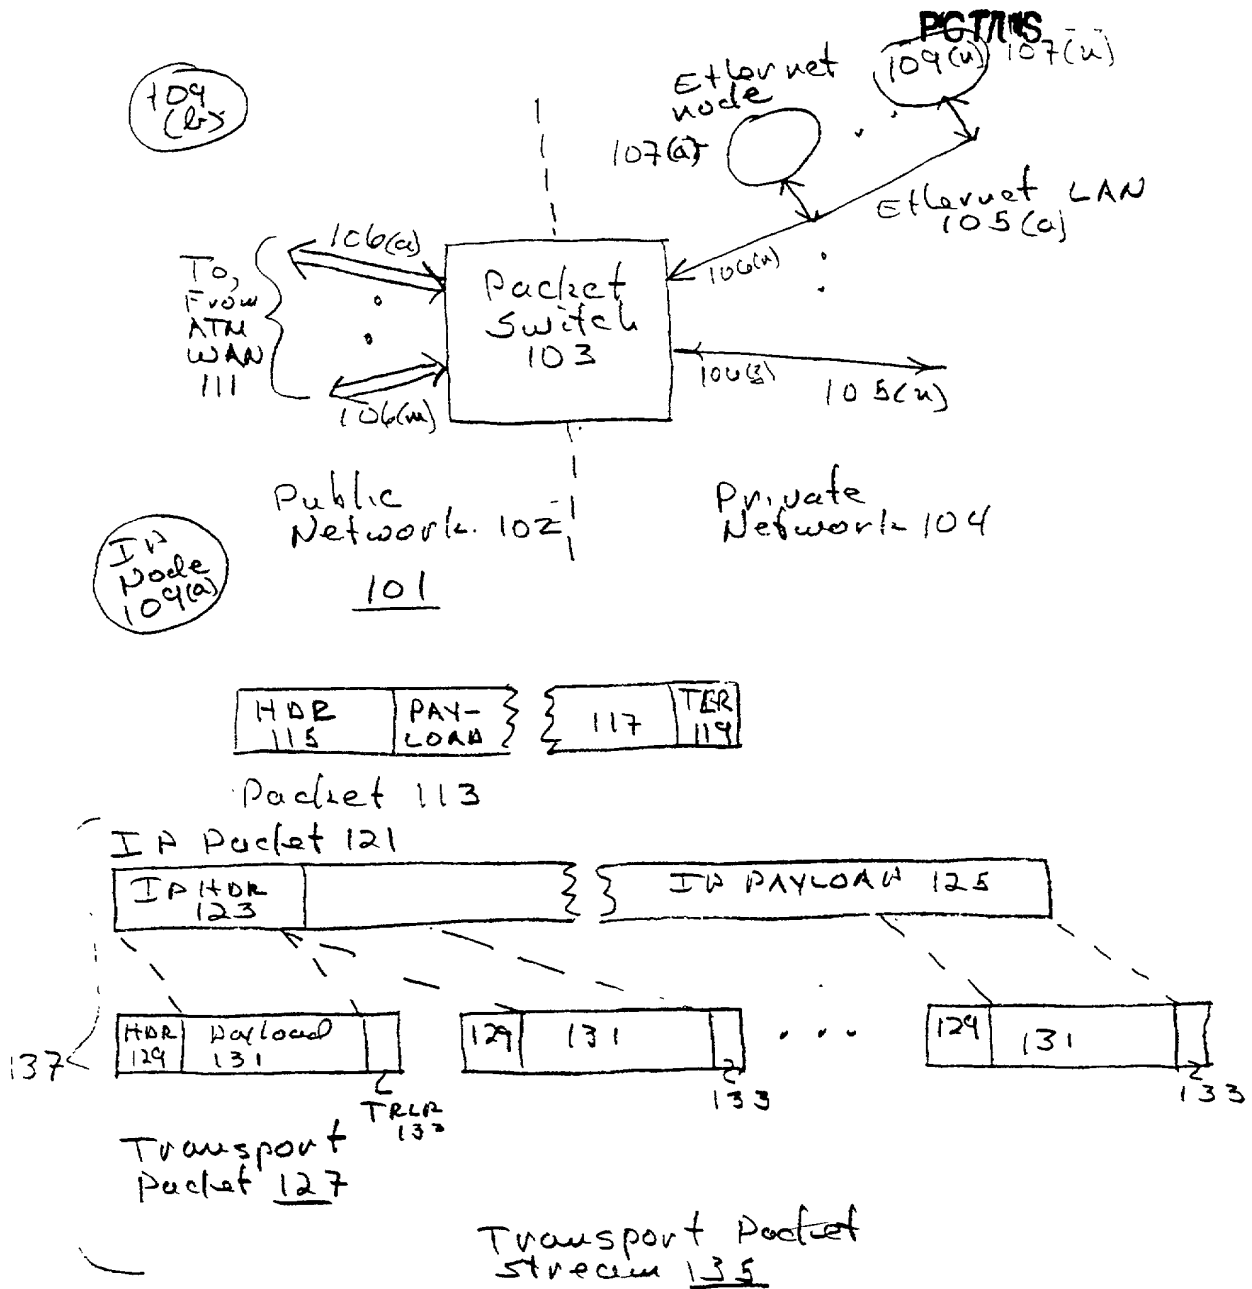 109(n) 107(n)
Ethernet
node
107(a)
109
(b)
Ethernet LAN
105(a)
106(a)
To,
From
ATM
WAN
111
Packet
Switch
103
106(n)
105(n)
106(m)
Public
Network 102
Private
Network 104
IP
Node
109(a)
101
HDR
115
PAY-
LOAD
117
TLR
119
Packet 113
IP Packet 121
IP HDR
123
IP PAYLOAD 125
HDR
129
Payload
131
129
131
129
131
137
TRLR
133
133
133
Transport
Packet 127
Transport Packet
Stream 135